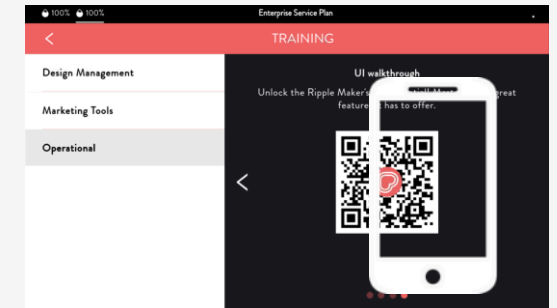 100% 100% Enterprise Service Plan
TRAINING
Design Management
Marketing Tools
Operational
UI walkthrough
Unlock the Ripple Maker's great
feature it has to offer.